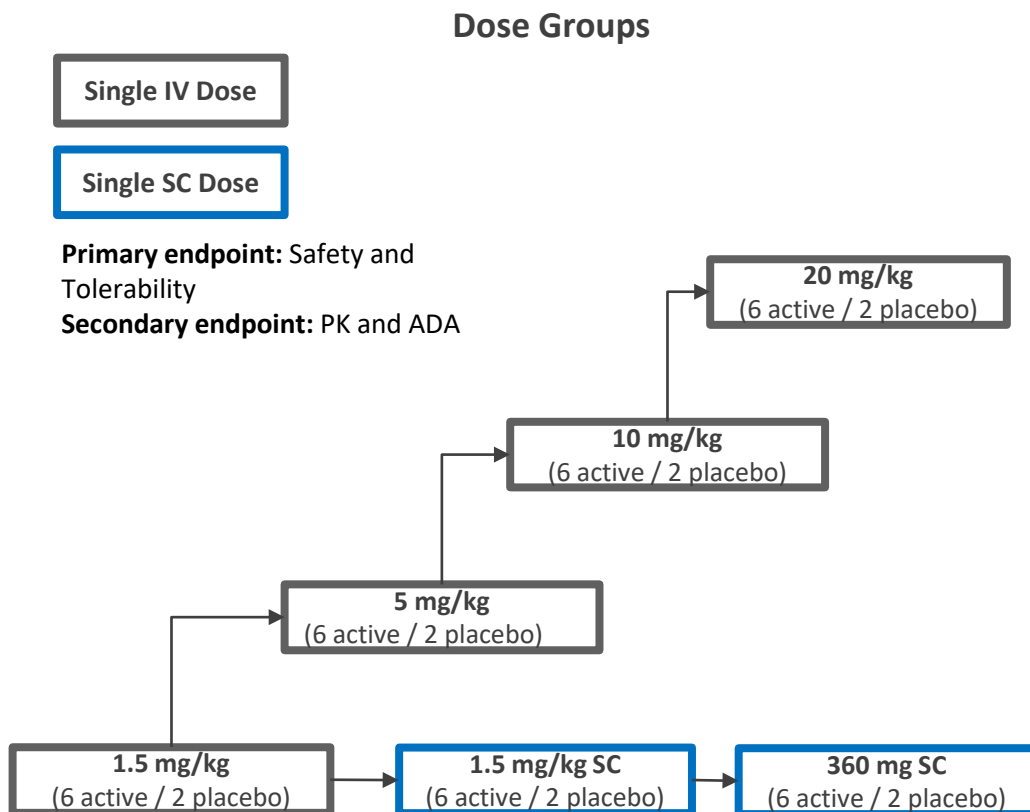 Dose Groups
Single IV Dose
Single SC Dose
Primary endpoint: Safety and
Tolerability
Secondary endpoint: PK and ADA
20 mg/kg
(6 active / 2 placebo)
10 mg/kg
(6 active / 2 placebo)
5 mg/kg
(6 active / 2 placebo)
1.5 mg/kg
(6 active / 2 placebo)
1.5 mg/kg SC
(6 active / 2 placebo)
360 mg SC
(6 active / 2 placebo)